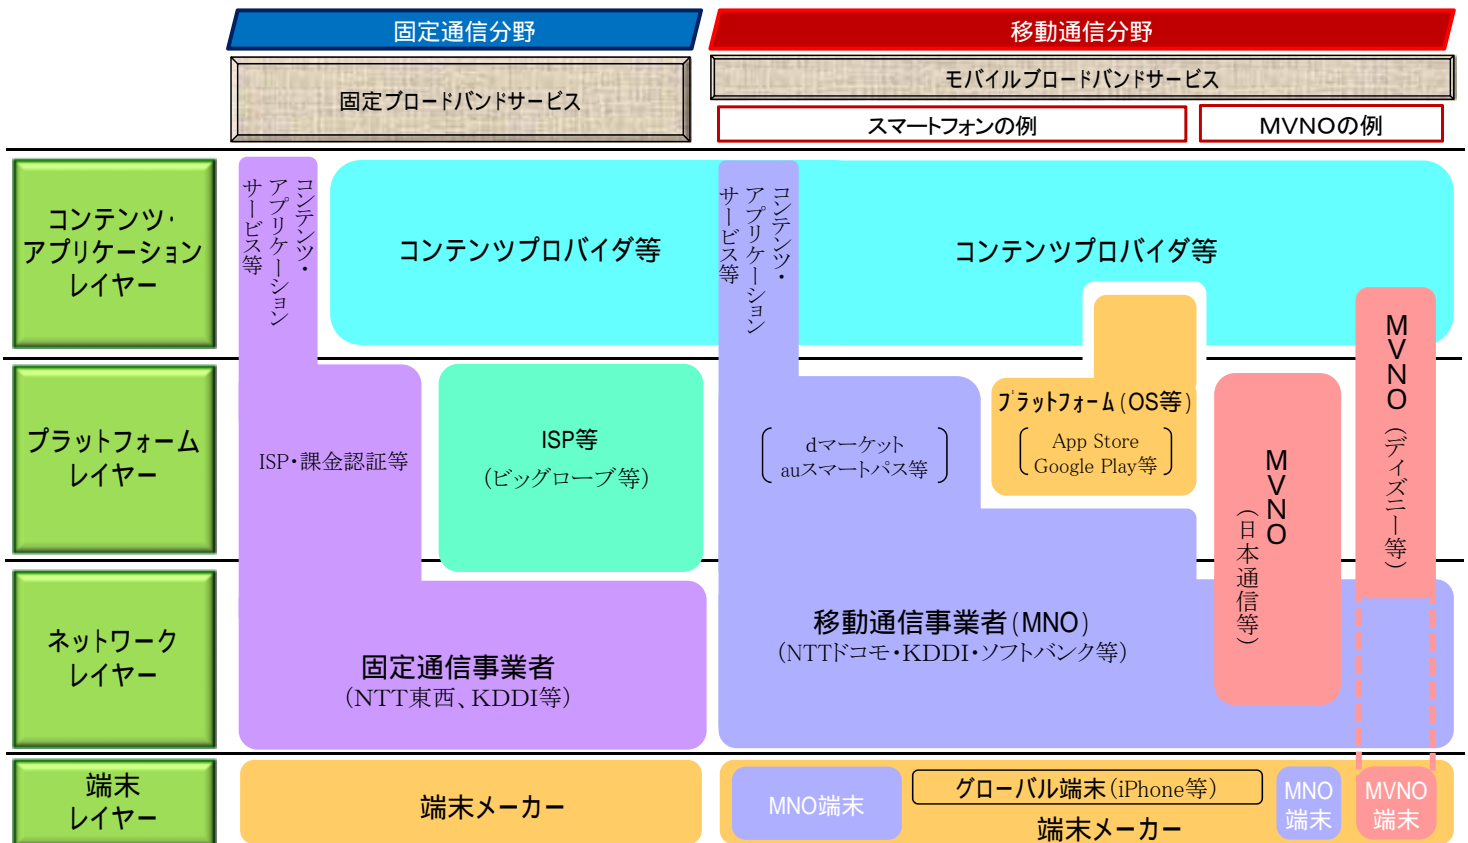 固定通信分野
移動通信分野
固定ブロードバンドサービス
モバイルブロードバンドサービス
スマートフォンの例
MVNOの例
コンテンツ・
アプリケーション
レイヤー
コンテンツ・
アプリケーション
サービス等
コンテンツプロバイダ等
コンテンツ・
アプリケーション
サービス等
コンテンツプロバイダ等
プラットフォーム
レイヤー
ISP・課金認証等
ISP等
(ビッグローブ等)
dマーケット
auスマートパス等
プラットフォーム(OS等)
App Store
Google Play等
MVNO
(日本通信等)
MVNO(ディズニー等)
ネットワーク
レイヤー
固定通信事業者
(NTT東西、KDDI等)
移動通信事業者(MNO)
(NTTドコモ・KDDI・ソフトバンク等)
端末
レイヤー
端末メーカー
MNO端末
グローバル端末(iPhone等)
端末メーカー
MNO
端末
MVNO
端末